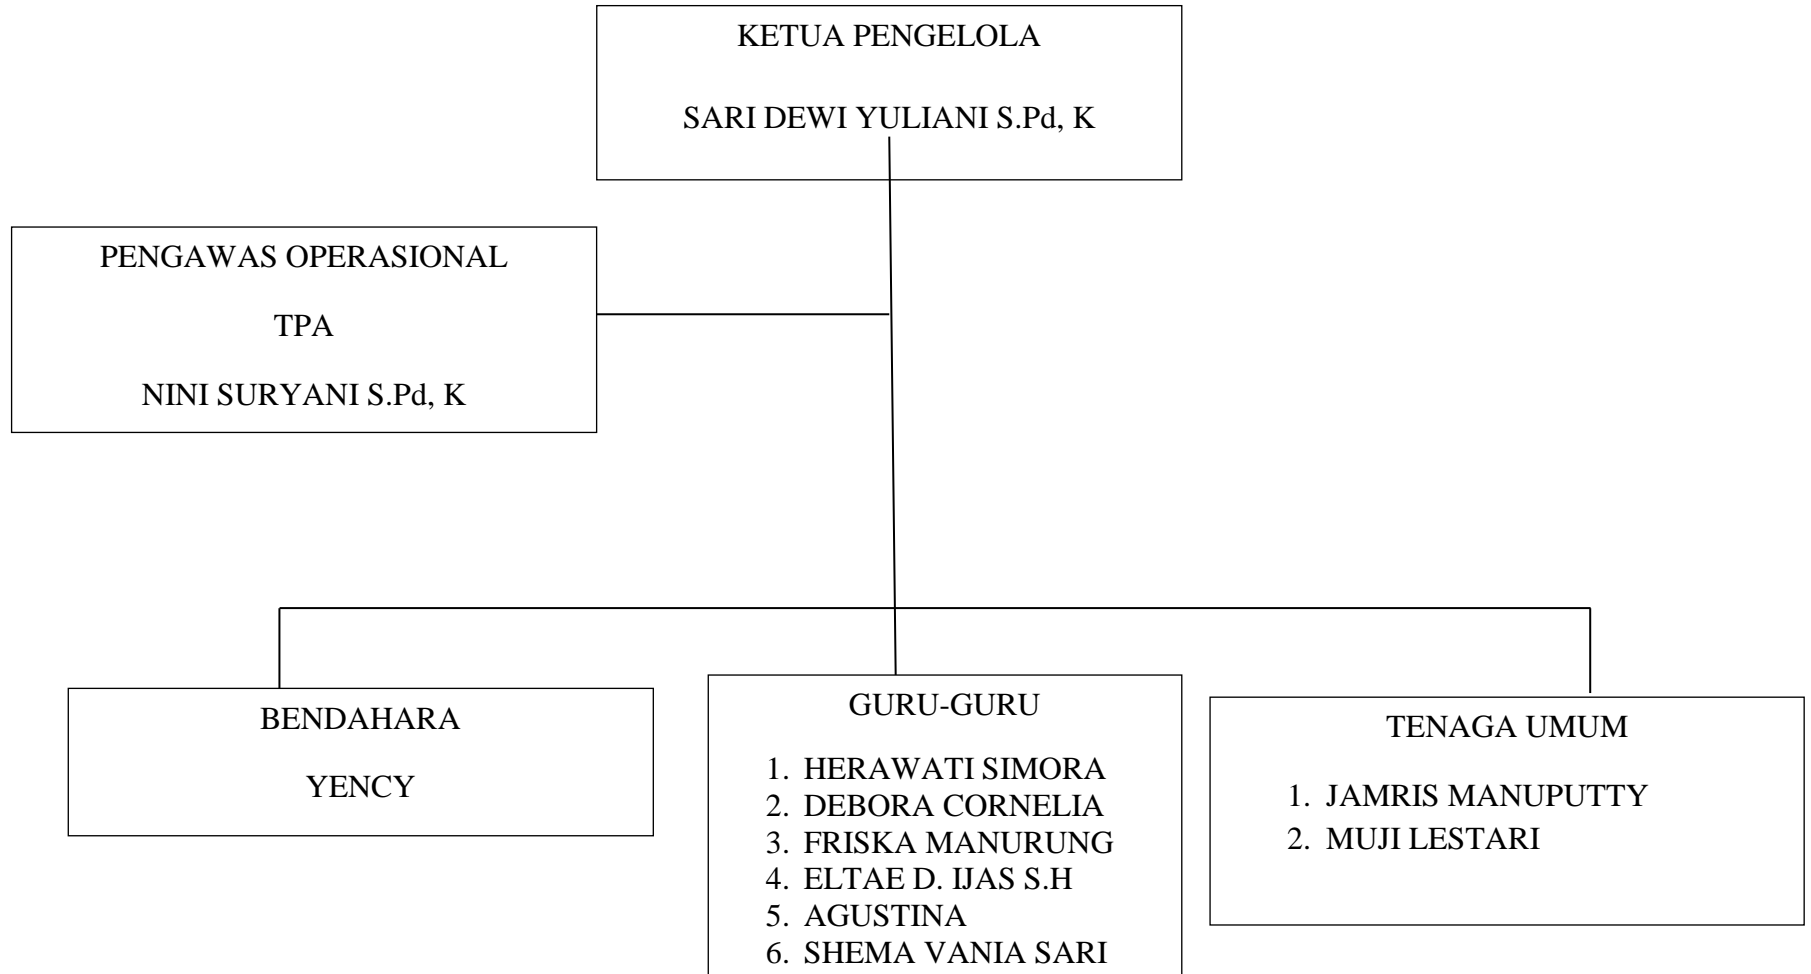 KETUA PENGELOLA
SARI DEWI YULIANI S.Pd, K
PENGAWAS OPERASIONAL
TPA
NINI SURYANI S.Pd, K
BENDAHARA
YENCY
GURU-GURU
1. HERAWATI SIMORA
2. DEBORA CORNELIA
3. FRISKA MANURUNG
4. ELTAE D. IJAS S.H
5. AGUSTINA
6. SHEMA VANIA SARI
TENAGA UMUM
1. JAMRIS MANUPUTTY
2. MUJI LESTARI